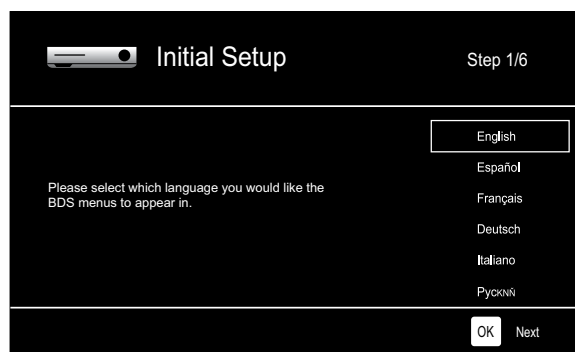 Initial Setup
Step 1/6
Please select which language you would like the
BDS menus to appear in.
English
Español
Français
Deutsch
Italiano
РускNÑ
OK Next